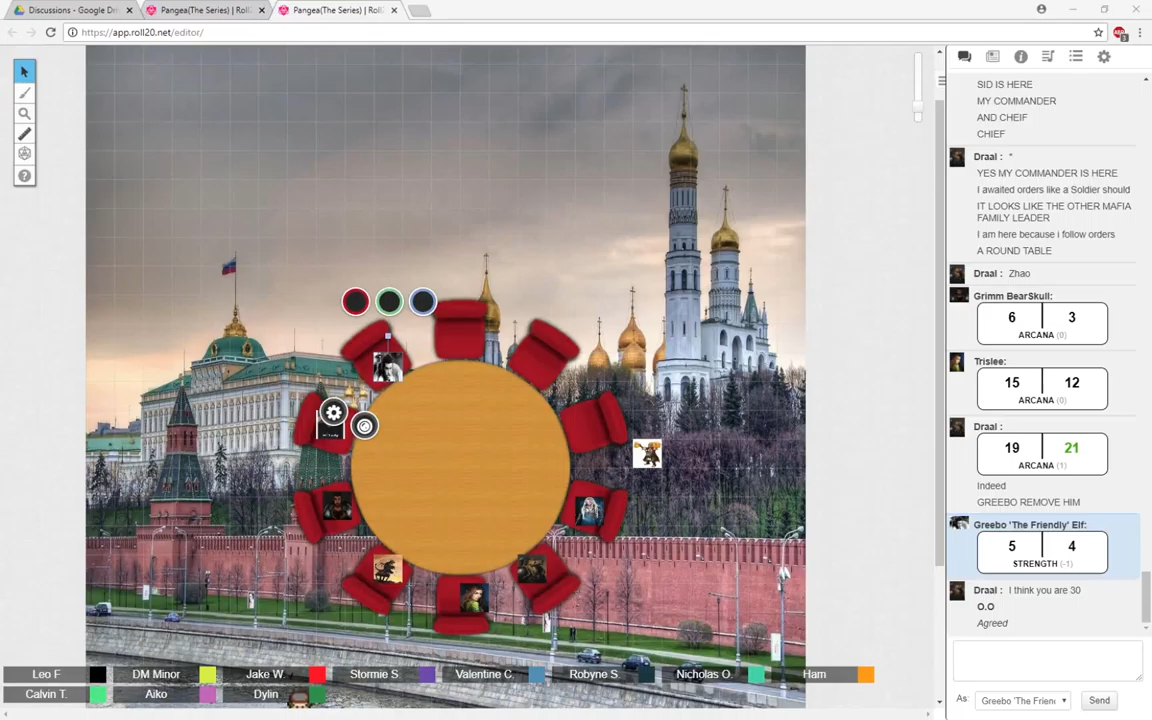 Discussions - Google Dri
Pangea(The Series) | Roll
Pangea(The Series) | Roll2
https://app.roll20.net/editor/
SID IS HERE
MY COMMANDER
AND CHEIF
CHIEF
Draal : *
YES MY COMMANDER IS HERE
I awaited orders like a Soldier should
IT LOOKS LIKE THE OTHER MAFIA
FAMILY LEADER
I am here because i follow orders
A ROUND TABLE
Draal : Zhao
Grimm BearSkull:
6 3
ARCANA (0)
Trislee:
15 12
ARCANA (0)
Draal :
19 21
ARCANA (1)
Indeed
GREEBO REMOVE HIM
Greebo 'The Friendly' Elf:
5 4
STRENGTH (-1)
Draal : I think you are 30
O.O
Agreed
Leo F DM Minor Jake W. Stormie S. Valentine C. Robyne S. Nicholas O. Ham
Calvin T. Aiko Dylin
As: Greebo 'The Frien Send